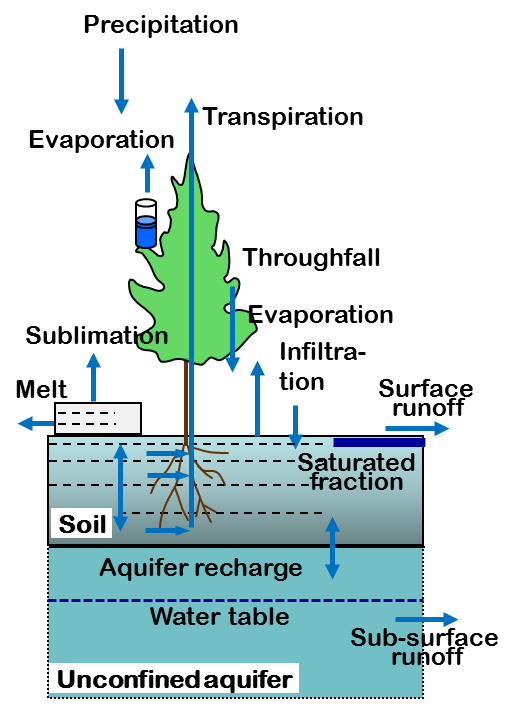 Precipitation
Transpiration
Evaporation
Throughfall
Evaporation
Sublimation
Infiltra-
tion
Melt
Surface
runoff
Saturated
fraction
Soil
Aquifer recharge
Water table
Sub-surface
runoff
Unconfined aquifer